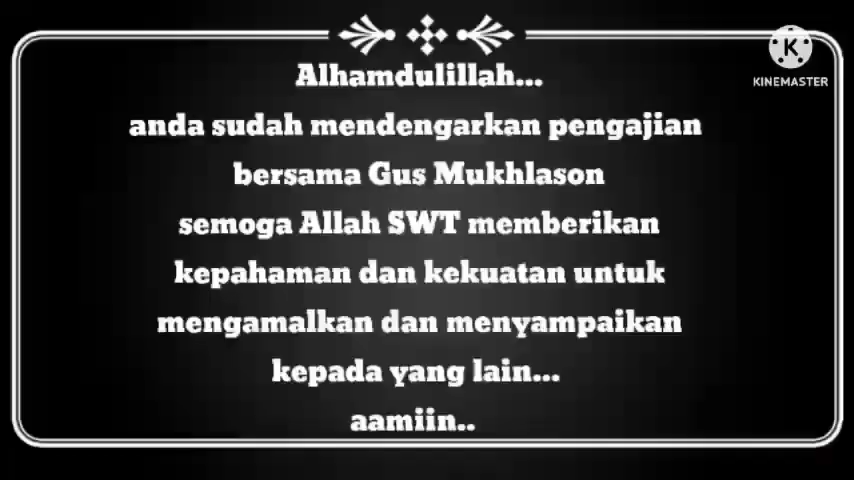 KINEMASTER
Alhamdulillah...
anda sudah mendengarkan pengajian
bersama Gus Mukhlason
semoga Allah SWT memberikan
kepahaman dan kekuatan untuk
mengamalkan dan menyampaikan
kepada yang lain...
aamiin..